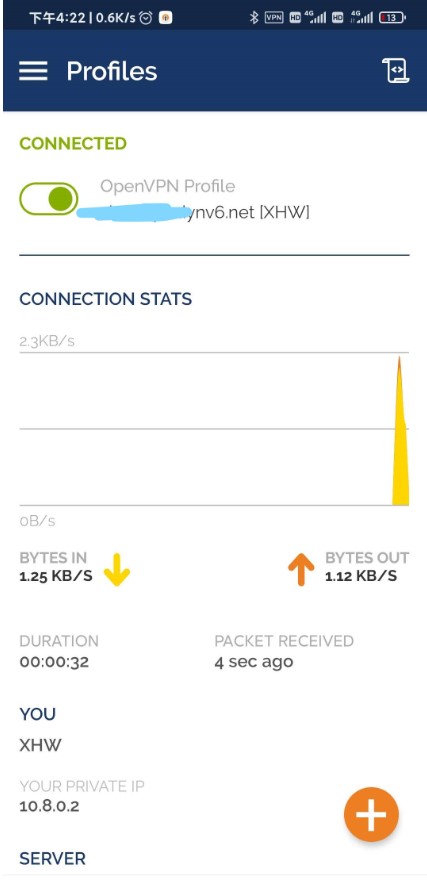 下午4:22 | 0.6K/s
VPN HD 4G HD 4G 13
Profiles
CONNECTED
OpenVPN Profile
ynv6.net [XHW]
CONNECTION STATS
2.3KB/s
0B/s
BYTES IN
1.25 KB/S
BYTES OUT
1.12 KB/S
DURATION
00:00:32
PACKET RECEIVED
4 sec ago
YOU
XHW
YOUR PRIVATE IP
10.8.0.2
SERVER